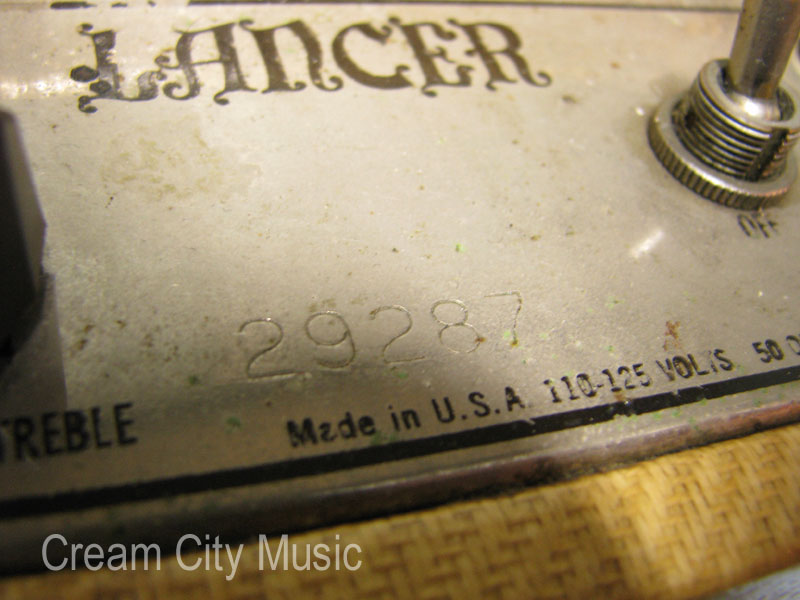 LANCER
OFF
29287
TREBLE
Made in U.S.A. 110-125 VOLTS 50
Cream City Music